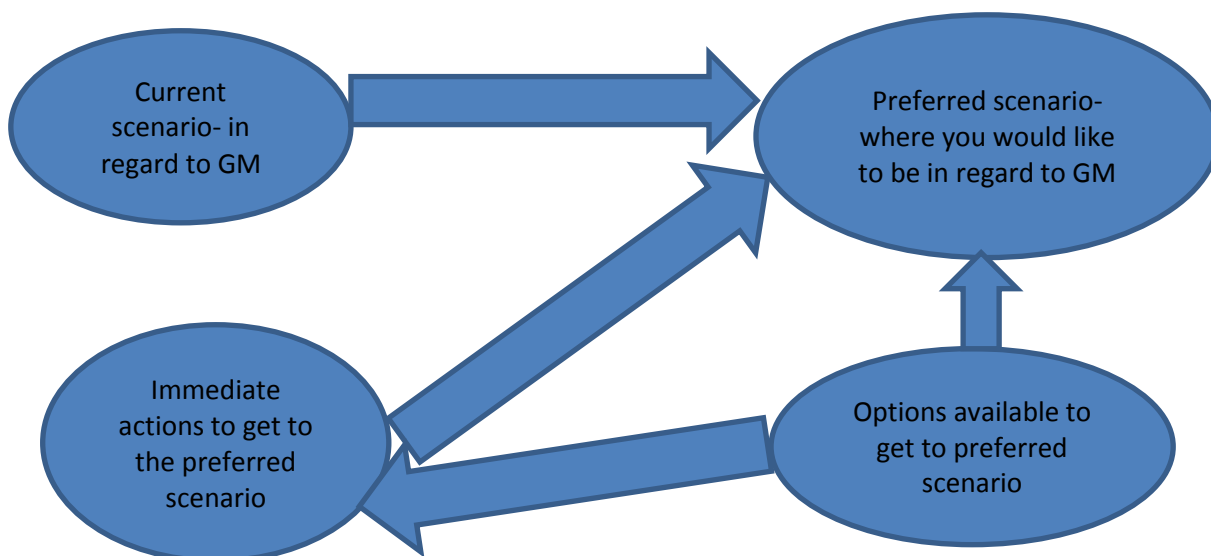 Current
scenario- in
regard to GM
Preferred scenario-
where you would like
to be in regard to GM
Immediate
actions to get to
the preferred
scenario
Options available to
get to preferred
scenario